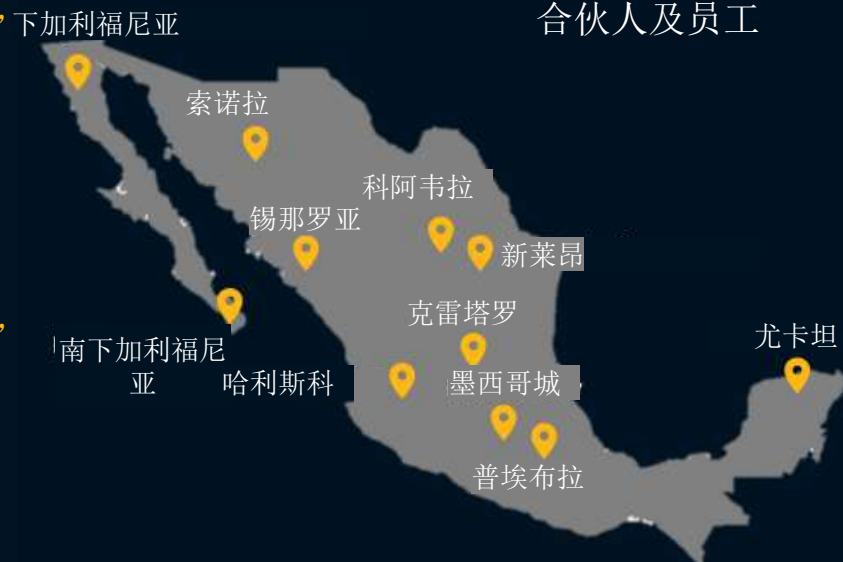 下加利福尼亚
合伙人及员工
索诺拉
科阿韦拉
锡那罗亚
新莱昂
克雷塔罗
尤卡坦
南下加利福尼
亚
哈利斯科
墨西哥城
普埃布拉